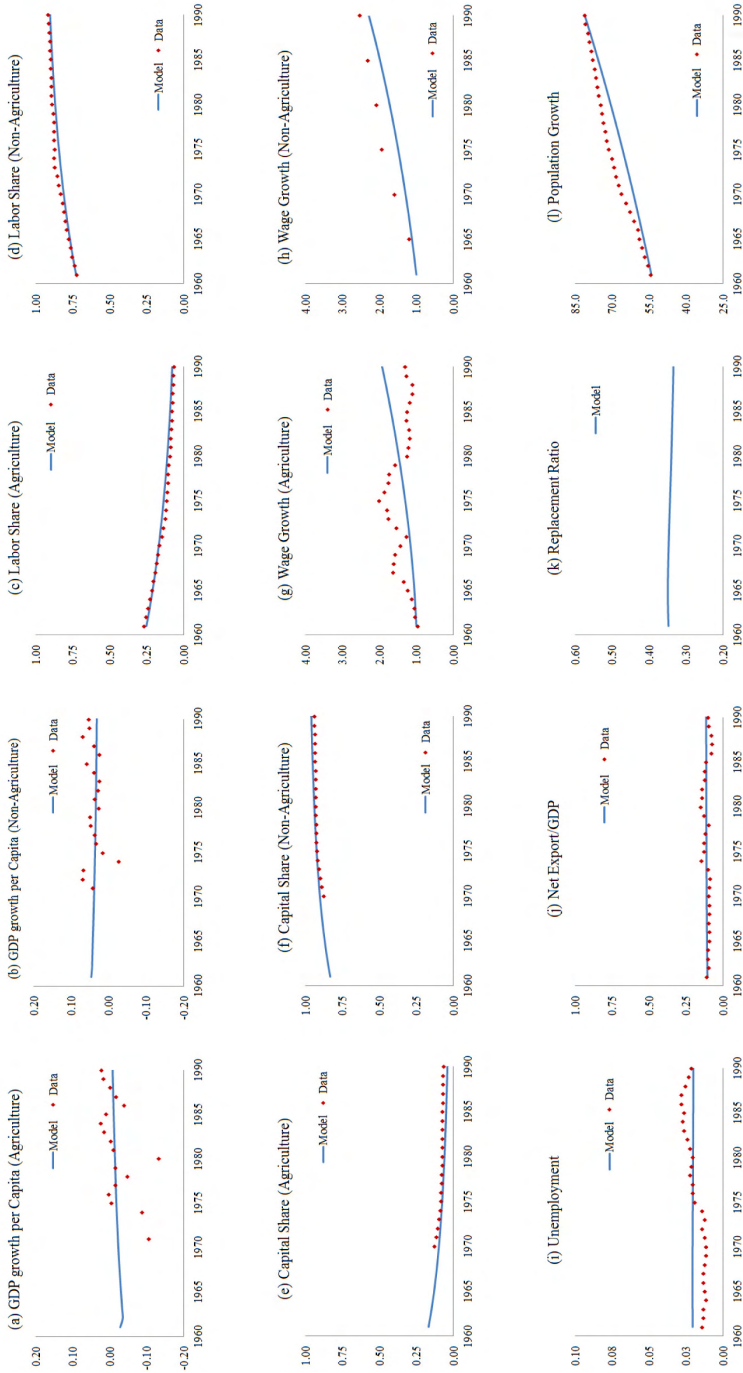 (a) GDP growth per Capita (Agriculture)
Model Data
0.20
0.10
0.00
-0.10
-0.20
1960 1965 1970 1975 1980 1985 1990
(b) GDP growth per Capita (Non-Agriculture)
Model Data
0.20
0.10
0.00
-0.10
-0.20
1960 1965 1970 1975 1980 1985 1990
(c) Labor Share (Agriculture)
Model Data
1.00
0.75
0.50
0.25
0.00
1960 1965 1970 1975 1980 1985 1990
(d) Labor Share (Non-Agriculture)
Model Data
1.00
0.75
0.50
0.25
0.00
1960 1965 1970 1975 1980 1985 1990
(e) Capital Share (Agriculture)
Model Data
1.00
0.75
0.50
0.25
0.00
1960 1965 1970 1975 1980 1985 1990
(f) Capital Share (Non-Agriculture)
Model Data
1.00
0.75
0.50
0.25
0.00
1960 1965 1970 1975 1980 1985 1990
(g) Wage Growth (Agriculture)
Model Data
4.00
3.00
2.00
1.00
0.00
1960 1965 1970 1975 1980 1985 1990
(h) Wage Growth (Non-Agriculture)
Model Data
4.00
3.00
2.00
1.00
0.00
1960 1965 1970 1975 1980 1985 1990
(i) Unemployment
Model Data
0.10
0.08
0.05
0.03
0.00
1960 1965 1970 1975 1980 1985 1990
(j) Net Export/GDP
Model Data
1.00
0.75
0.50
0.25
0.00
1960 1965 1970 1975 1980 1985 1990
(k) Replacement Ratio
Model
0.60
0.40
0.20
1960 1965 1970 1975 1980 1985 1990
(l) Population Growth
Model Data
85.0
70.0
55.0
40.0
25.0
1960 1965 1970 1975 1980 1985 1990